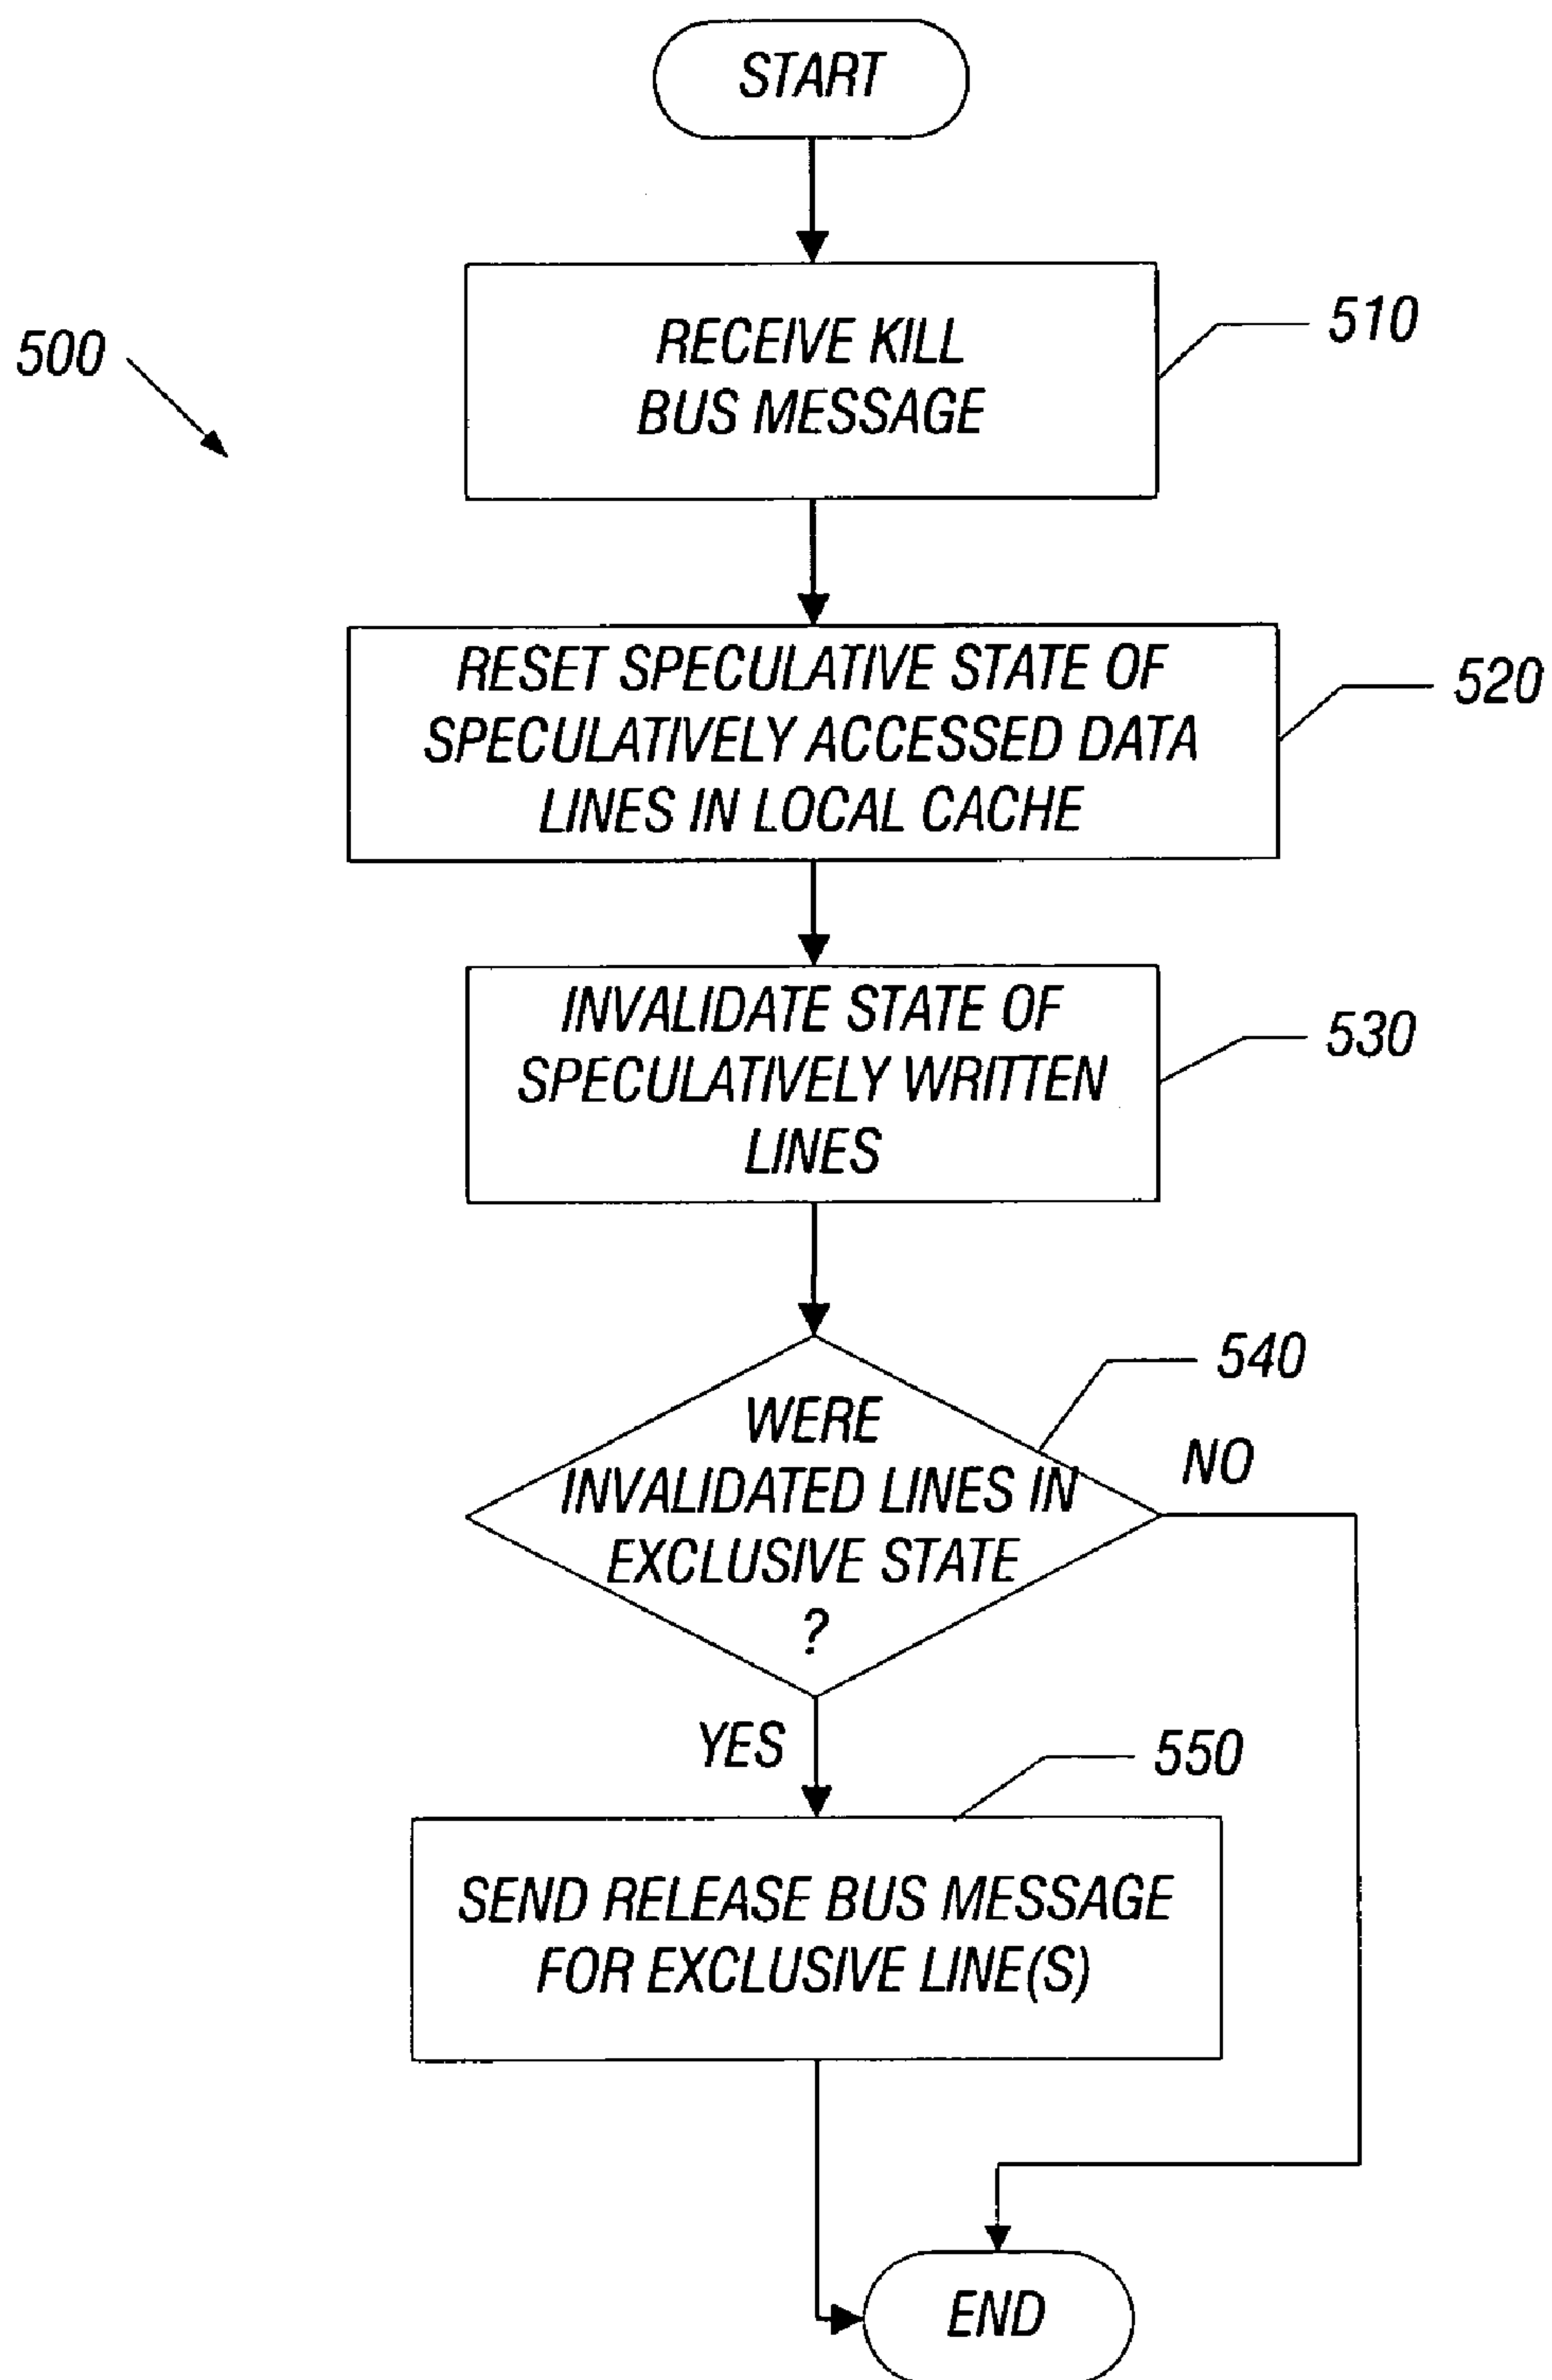 START
500
RECEIVE KILL
BUS MESSAGE
510
RESET SPECULATIVE STATE OF
SPECULATIVELY ACCESSED DATA
LINES IN LOCAL CACHE
520
INVALIDATE STATE OF
SPECULATIVELY WRITTEN
LINES
530
540
WERE
INVALIDATED LINES IN
EXCLUSIVE STATE
?
NO
YES
550
SEND RELEASE BUS MESSAGE
FOR EXCLUSIVE LINE(S)
END